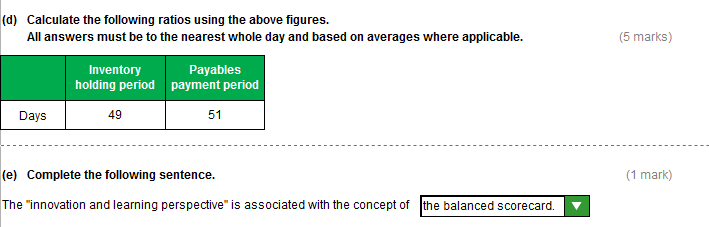 (d) Calculate the following ratios using the above figures.
All answers must be to the nearest whole day and based on averages where applicable. (5 marks)
Inventory holding period Payables payment period
Days 49 51
(e) Complete the following sentence. (1 mark)
The "innovation and learning perspective" is associated with the concept of the balanced scorecard.